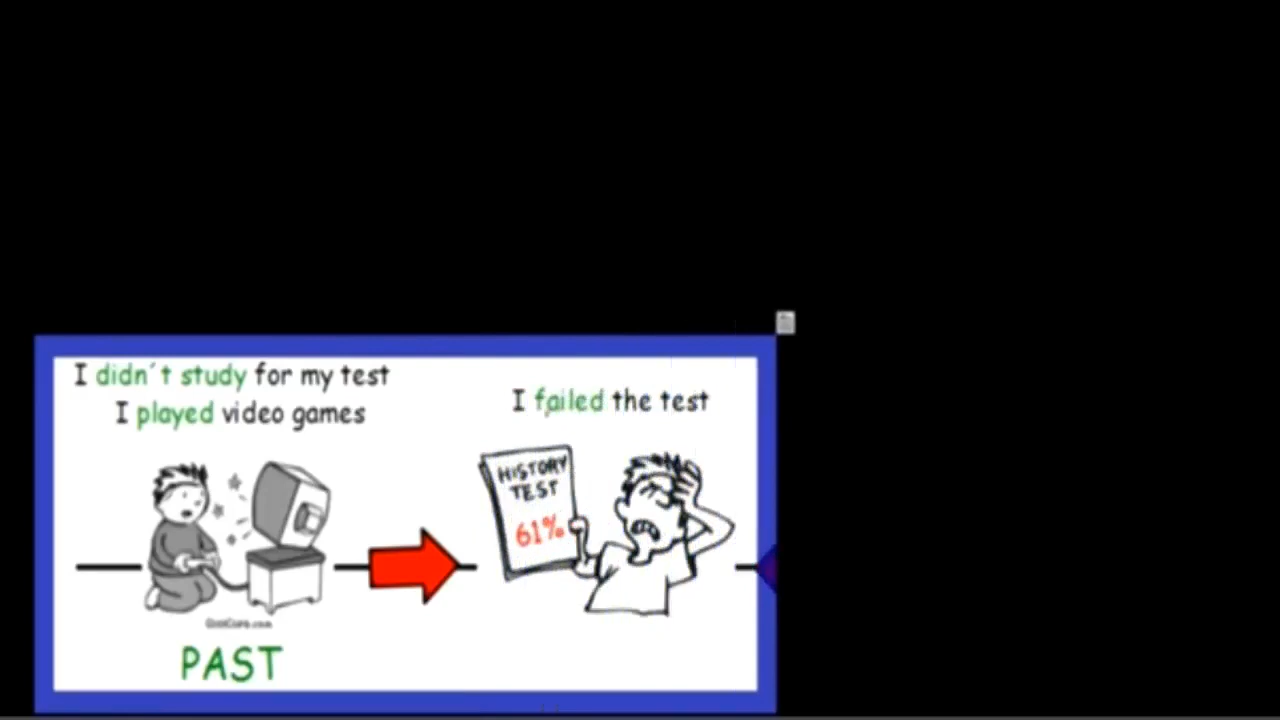 I didn´t study for my test
I played video games
I failed the test
HISTORY
TEST
61%
PAST